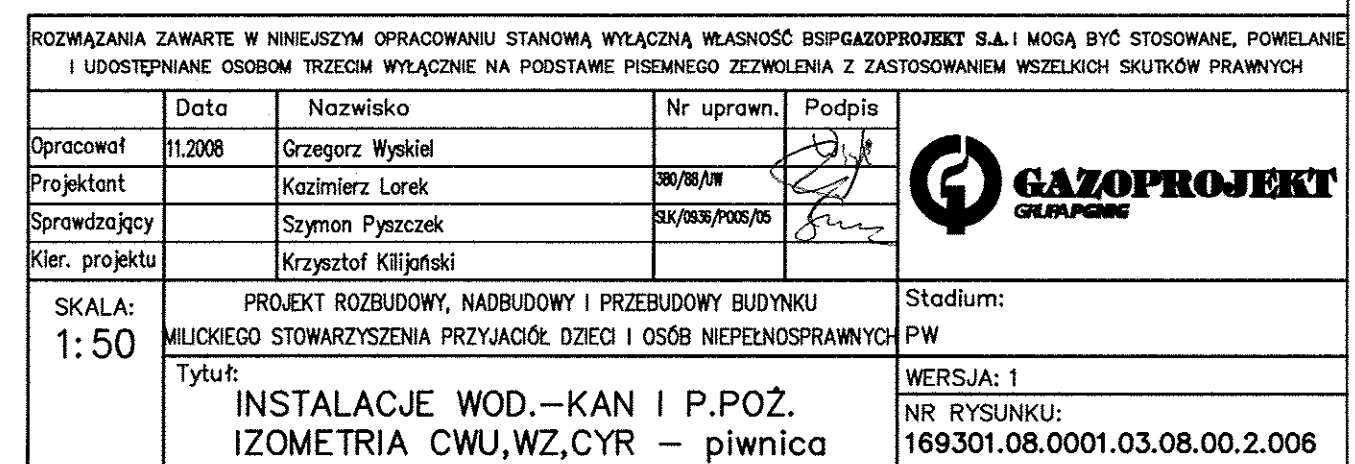 ROZWIĄZANIA ZAWARTE W NINIEJSZYM OPRACOWANIU STANOWIĄ WYŁĄCZNĄ WŁASNOŚĆ BSIPGAZOPROJEKT S.A. I MOGĄ BYĆ STOSOWANE, POWIELANE
I UDOSTĘPNIANE OSOBOM TRZECIM WYŁĄCZNIE NA PODSTAWIE PISEMNEGO ZEZWOLENIA Z ZASTOSOWANIEM WSZELKICH SKUTKÓW PRAWNYCH
Data Nazwisko Nr uprawn. Podpis
Opracował 11.2008 Grzegorz Wyskiel
Projektant Kazimierz Lorek 380/88/UW
Sprawdzający Szymon Pyszczek SLK/0936/POOS/05
Kier. projektu Krzysztof Kilijański
GAZOPROJEKT
GRUPA PGNIG
SKALA:
1:50
PROJEKT ROZBUDOWY, NADBUDOWY I PRZEBUDOWY BUDYNKU
MILICKIEGO STOWARZYSZENIA PRZYJACIÓŁ DZIECI I OSÓB NIEPEŁNOSPRAWNYCH
Stadium:
PW
Tytuł:
INSTALACJE WOD.-KAN I P.POŻ.
IZOMETRIA CWU,WZ,CYR – piwnica
WERSJA: 1
NR RYSUNKU:
169301.08.0001.03.08.00.2.006